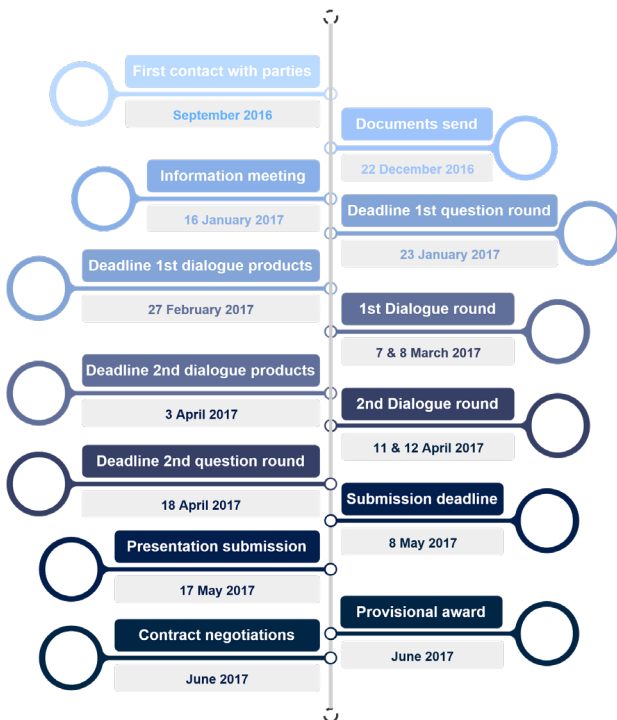 First contact with parties
September 2016
Documents send
22 December 2016
Information meeting
16 January 2017
Deadline 1st question round
23 January 2017
Deadline 1st dialogue products
27 February 2017
1st Dialogue round
7 & 8 March 2017
Deadline 2nd dialogue products
3 April 2017
2nd Dialogue round
11 & 12 April 2017
Deadline 2nd question round
18 April 2017
Submission deadline
8 May 2017
Presentation submission
17 May 2017
Provisional award
June 2017
Contract negotiations
June 2017